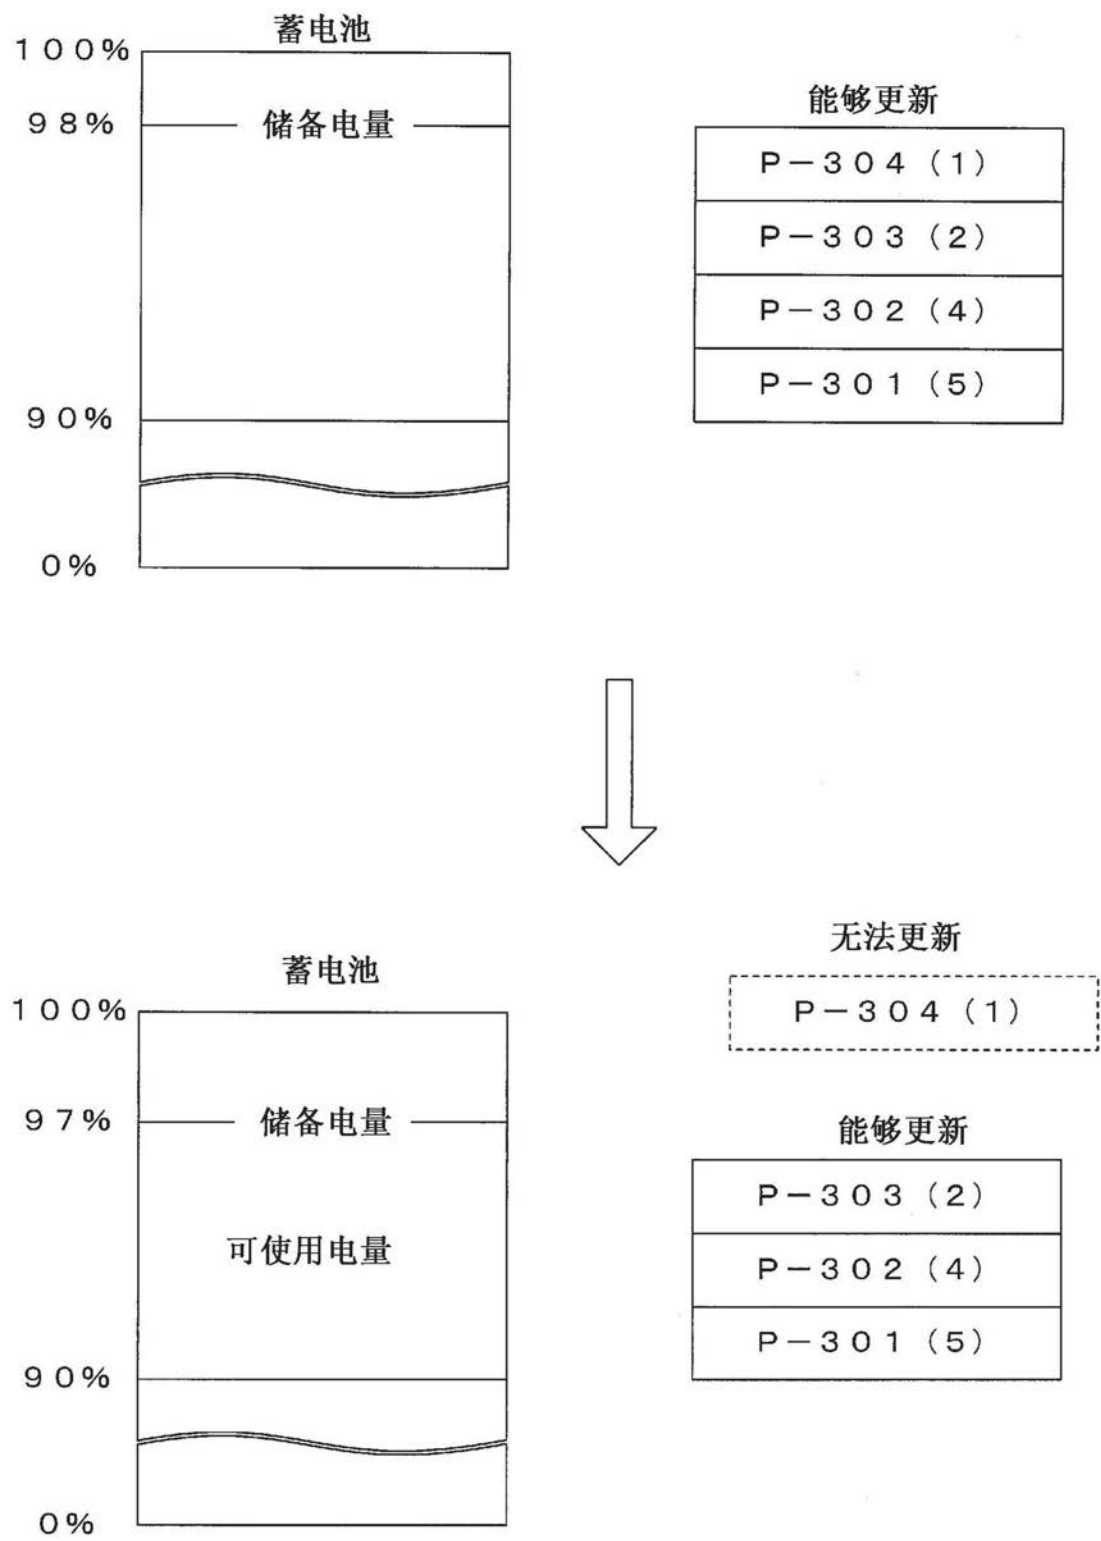 蓄电池
100%
98%
储备电量
90%
0%
能够更新
P－304（1）
P－303（2）
P－302（4）
P－301（5）
蓄电池
100%
97%
储备电量
可使用电量
90%
0%
无法更新
P－304（1）
能够更新
P－303（2）
P－302（4）
P－301（5）